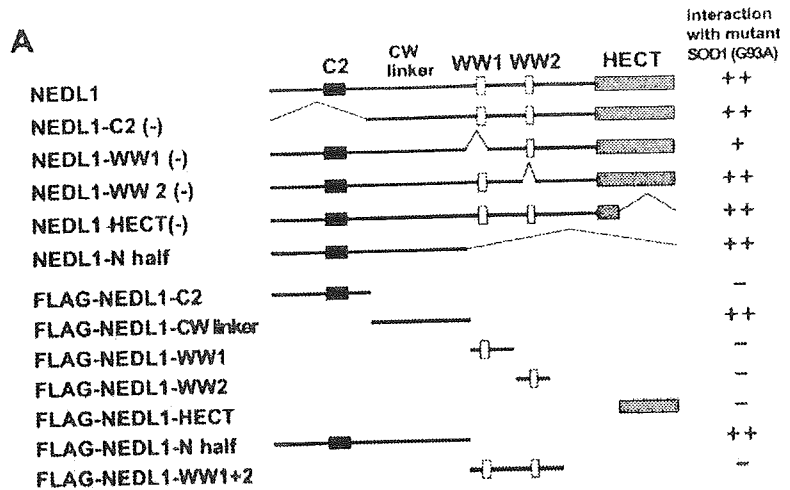 A
interaction
with mutant
SOD1 (G93A)
C2 CW linker WW1 WW2 HECT
NEDL1 ++
NEDL1-C2 (-) ++
NEDL1-WW1 (-) +
NEDL1-WW 2 (-) ++
NEDL1-HECT(-) ++
NEDL1-N half ++
FLAG-NEDL1-C2 -
FLAG-NEDL1-CW linker ++
FLAG-NEDL1-WW1 -
FLAG-NEDL1-WW2 -
FLAG-NEDL1-HECT -
FLAG-NEDL1-N half ++
FLAG-NEDL1-WW1+2 -